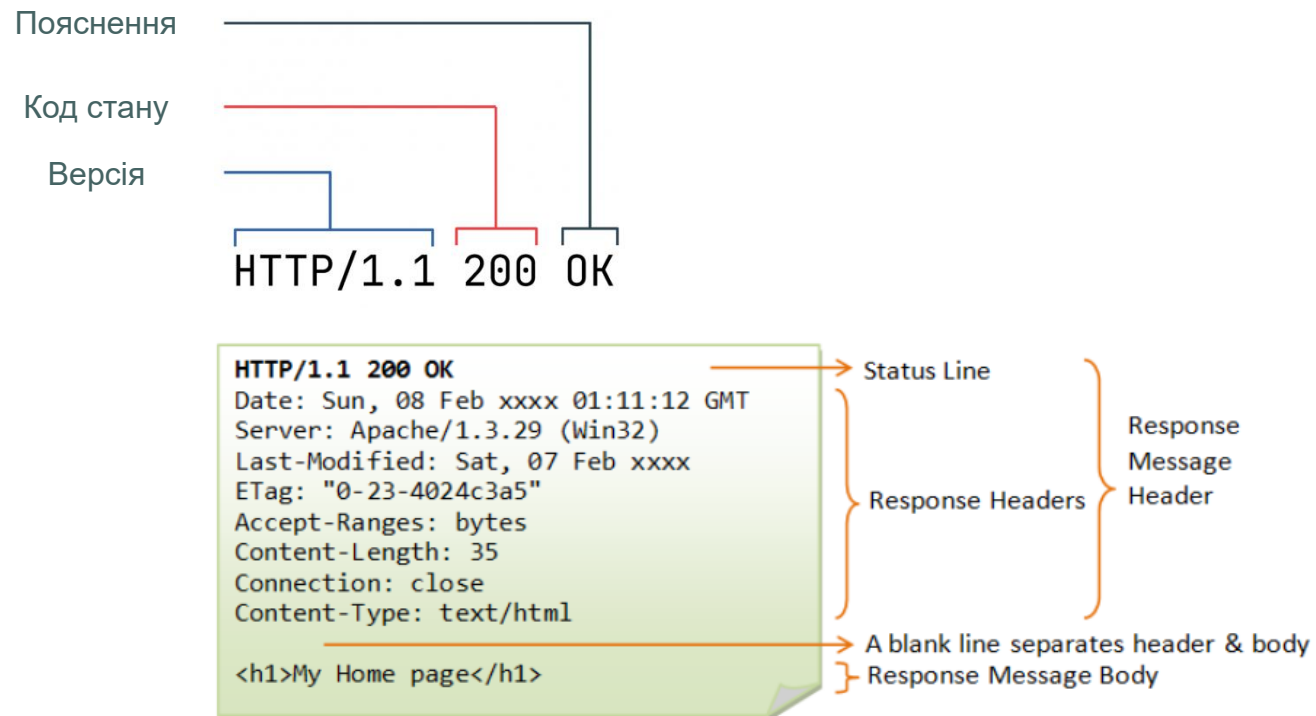 Пояснення
Код стану
Версія
HTTP/1.1 200 OK
HTTP/1.1 200 OK
Date: Sun, 08 Feb xxxx 01:11:12 GMT
Server: Apache/1.3.29 (Win32)
Last-Modified: Sat, 07 Feb xxxx
ETag: "0-23-4024c3a5"
Accept-Ranges: bytes
Content-Length: 35
Connection: close
Content-Type: text/html
<h1>My Home page</h1>
Status Line
Response Headers
Response
Message
Header
A blank line separates header & body
Response Message Body